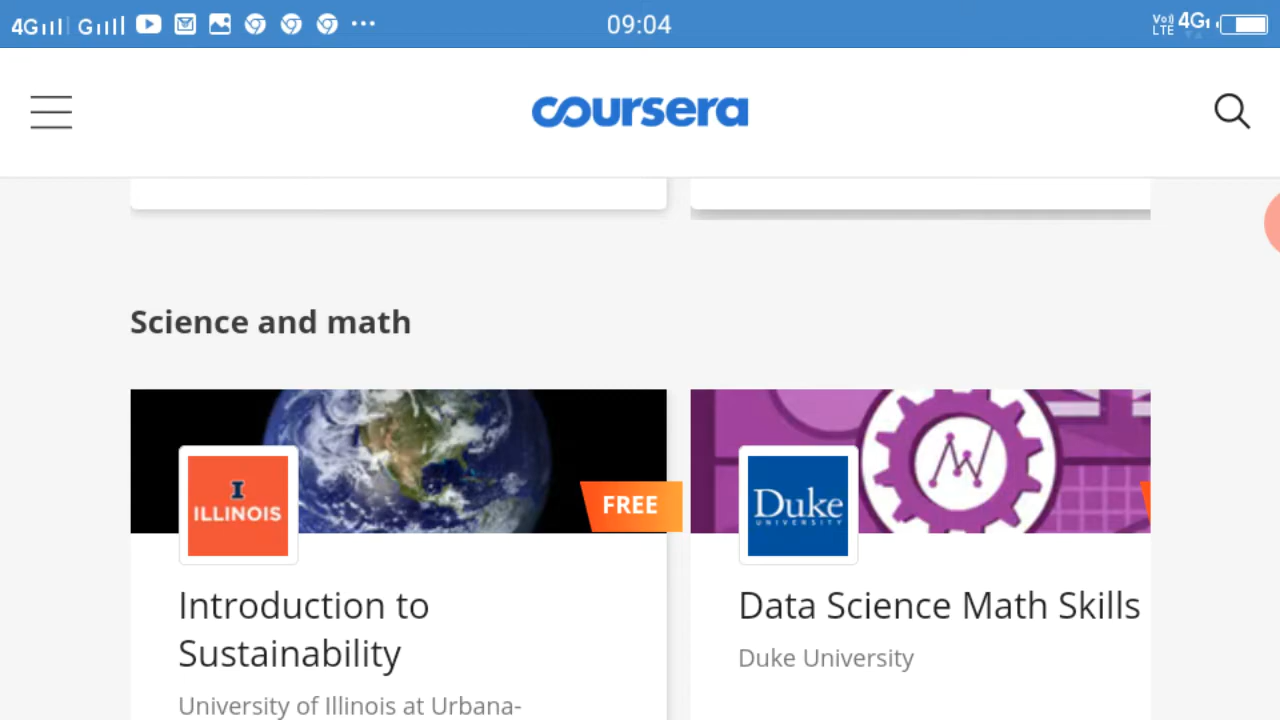 4G G 09:04 Vo) LTE 4G
coursera
Science and math
FREE
I ILLINOIS
Duke
UNIVERSITY
Introduction to
Sustainability
University of Illinois at Urbana-
Data Science Math Skills
Duke University